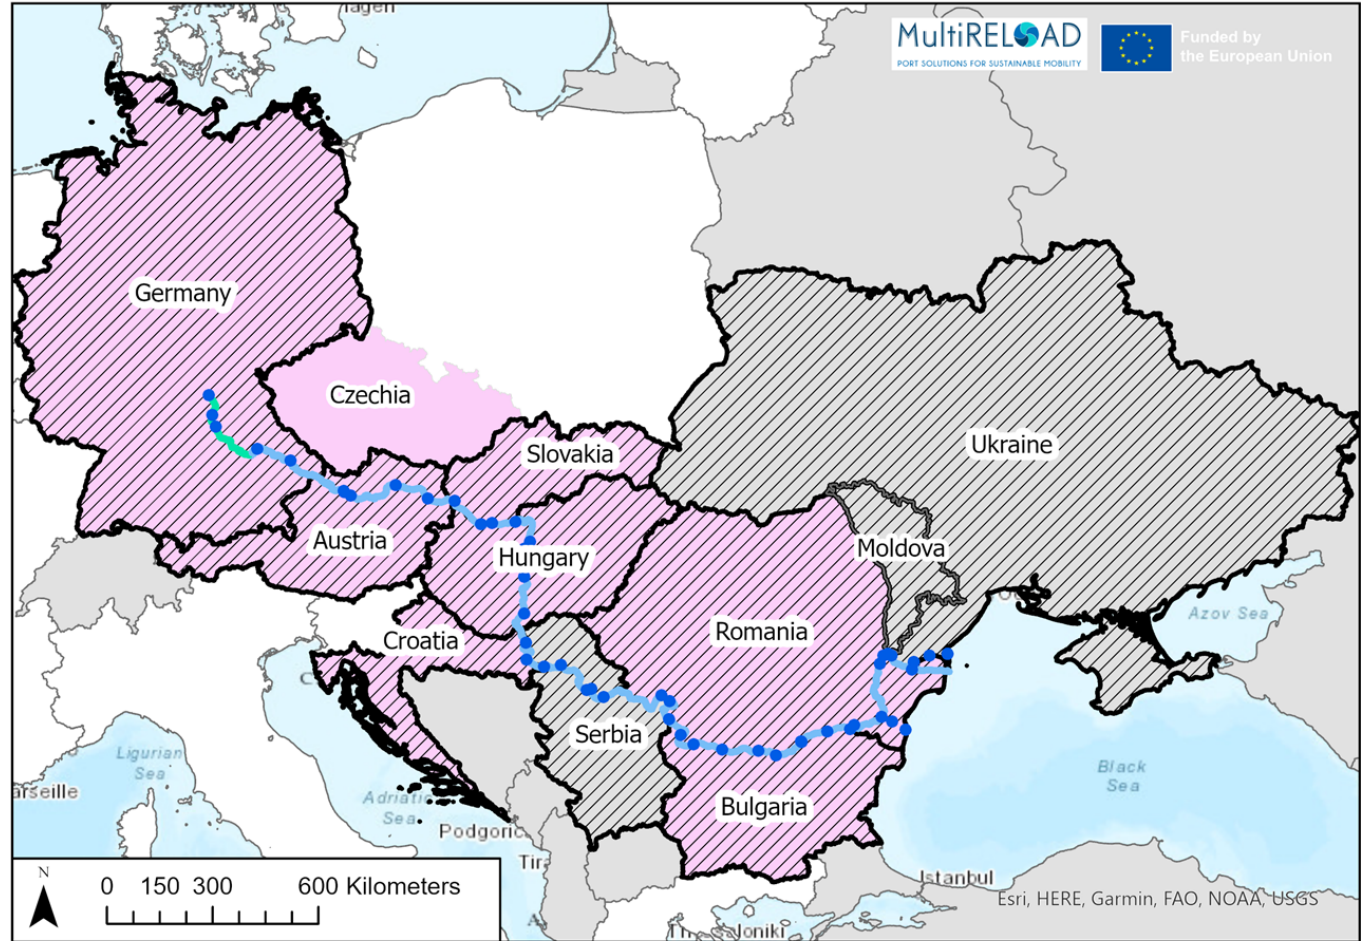 agen
MultiRELOAD
PORT SOLUTIONS FOR SUSTAINABLE MOBILITY
Funded by
the European Union
Germany
Czechia
Slovakia
Ukraine
Austria
Hungary
Moldova
Croatia
Romania
Azov Sea
Serbia
Ligurian
Sea
arseille
Adriatic
Sea
Black
Sea
Bulgaria
Podgoric
Tir
Istanbul
N
0 150 300 600 Kilometers
Esri, HERE, Garmin, FAO, NOAA, USGS